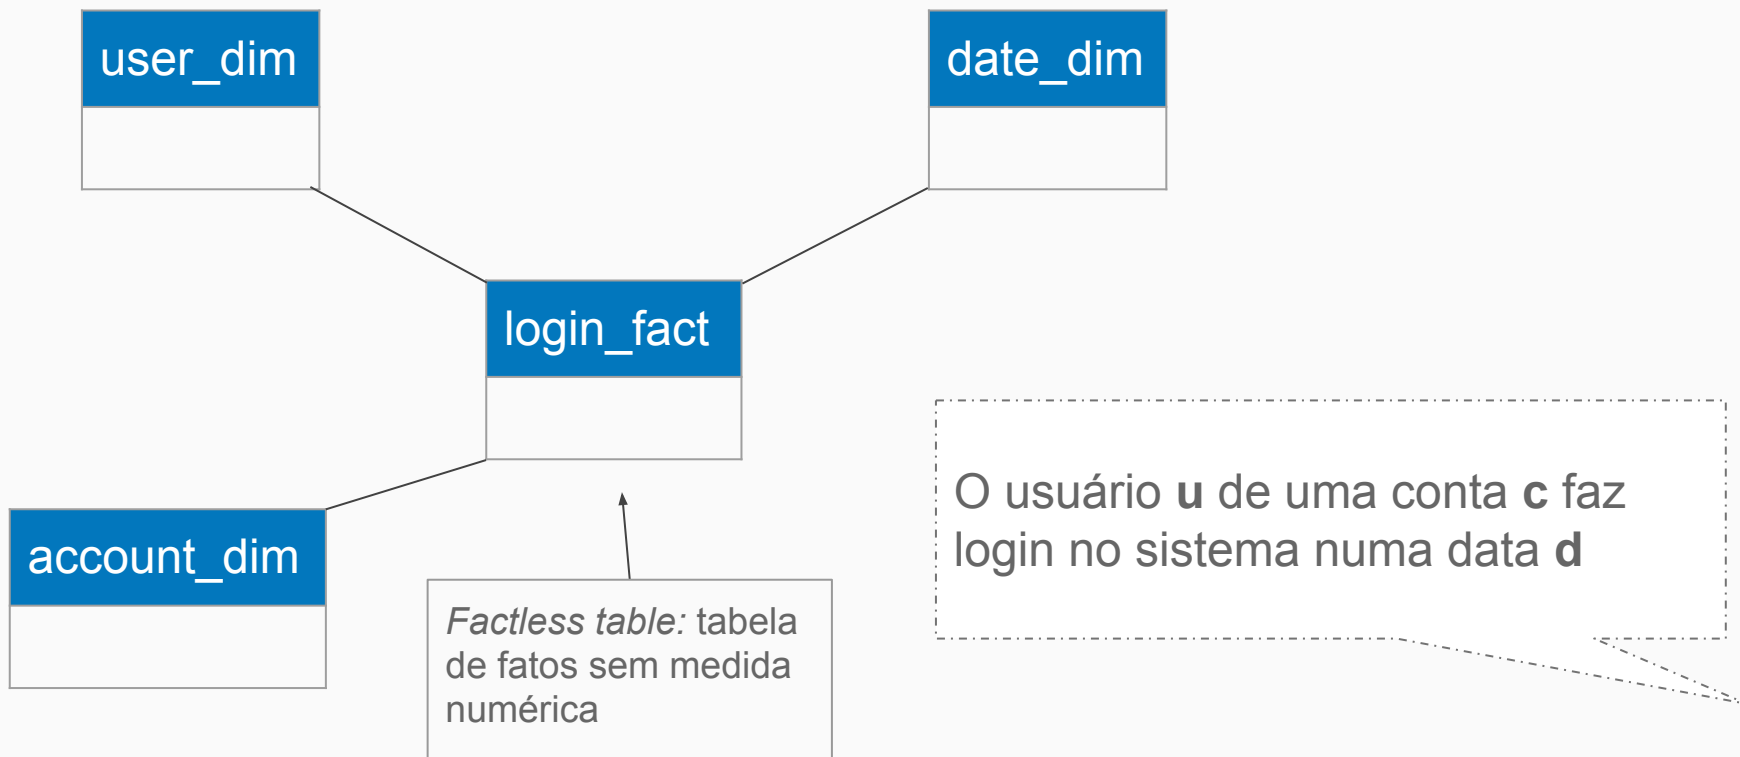 user_dim
date_dim
login_fact
account_dim
Factless table: tabela
de fatos sem medida
numérica
O usuário u de uma conta c faz
login no sistema numa data d